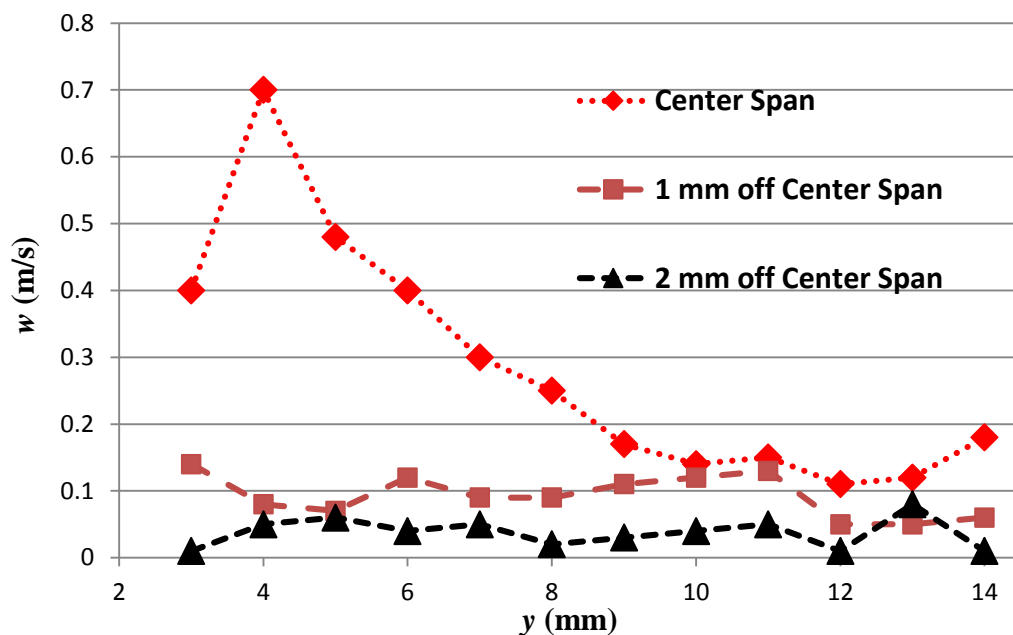 0.8
0.7
0.6
0.5
0.4
0.3
0.2
0.1
0
w (m/s)
Center Span
1 mm off Center Span
2 mm off Center Span
2 4 6 8 10 12 14
y (mm)